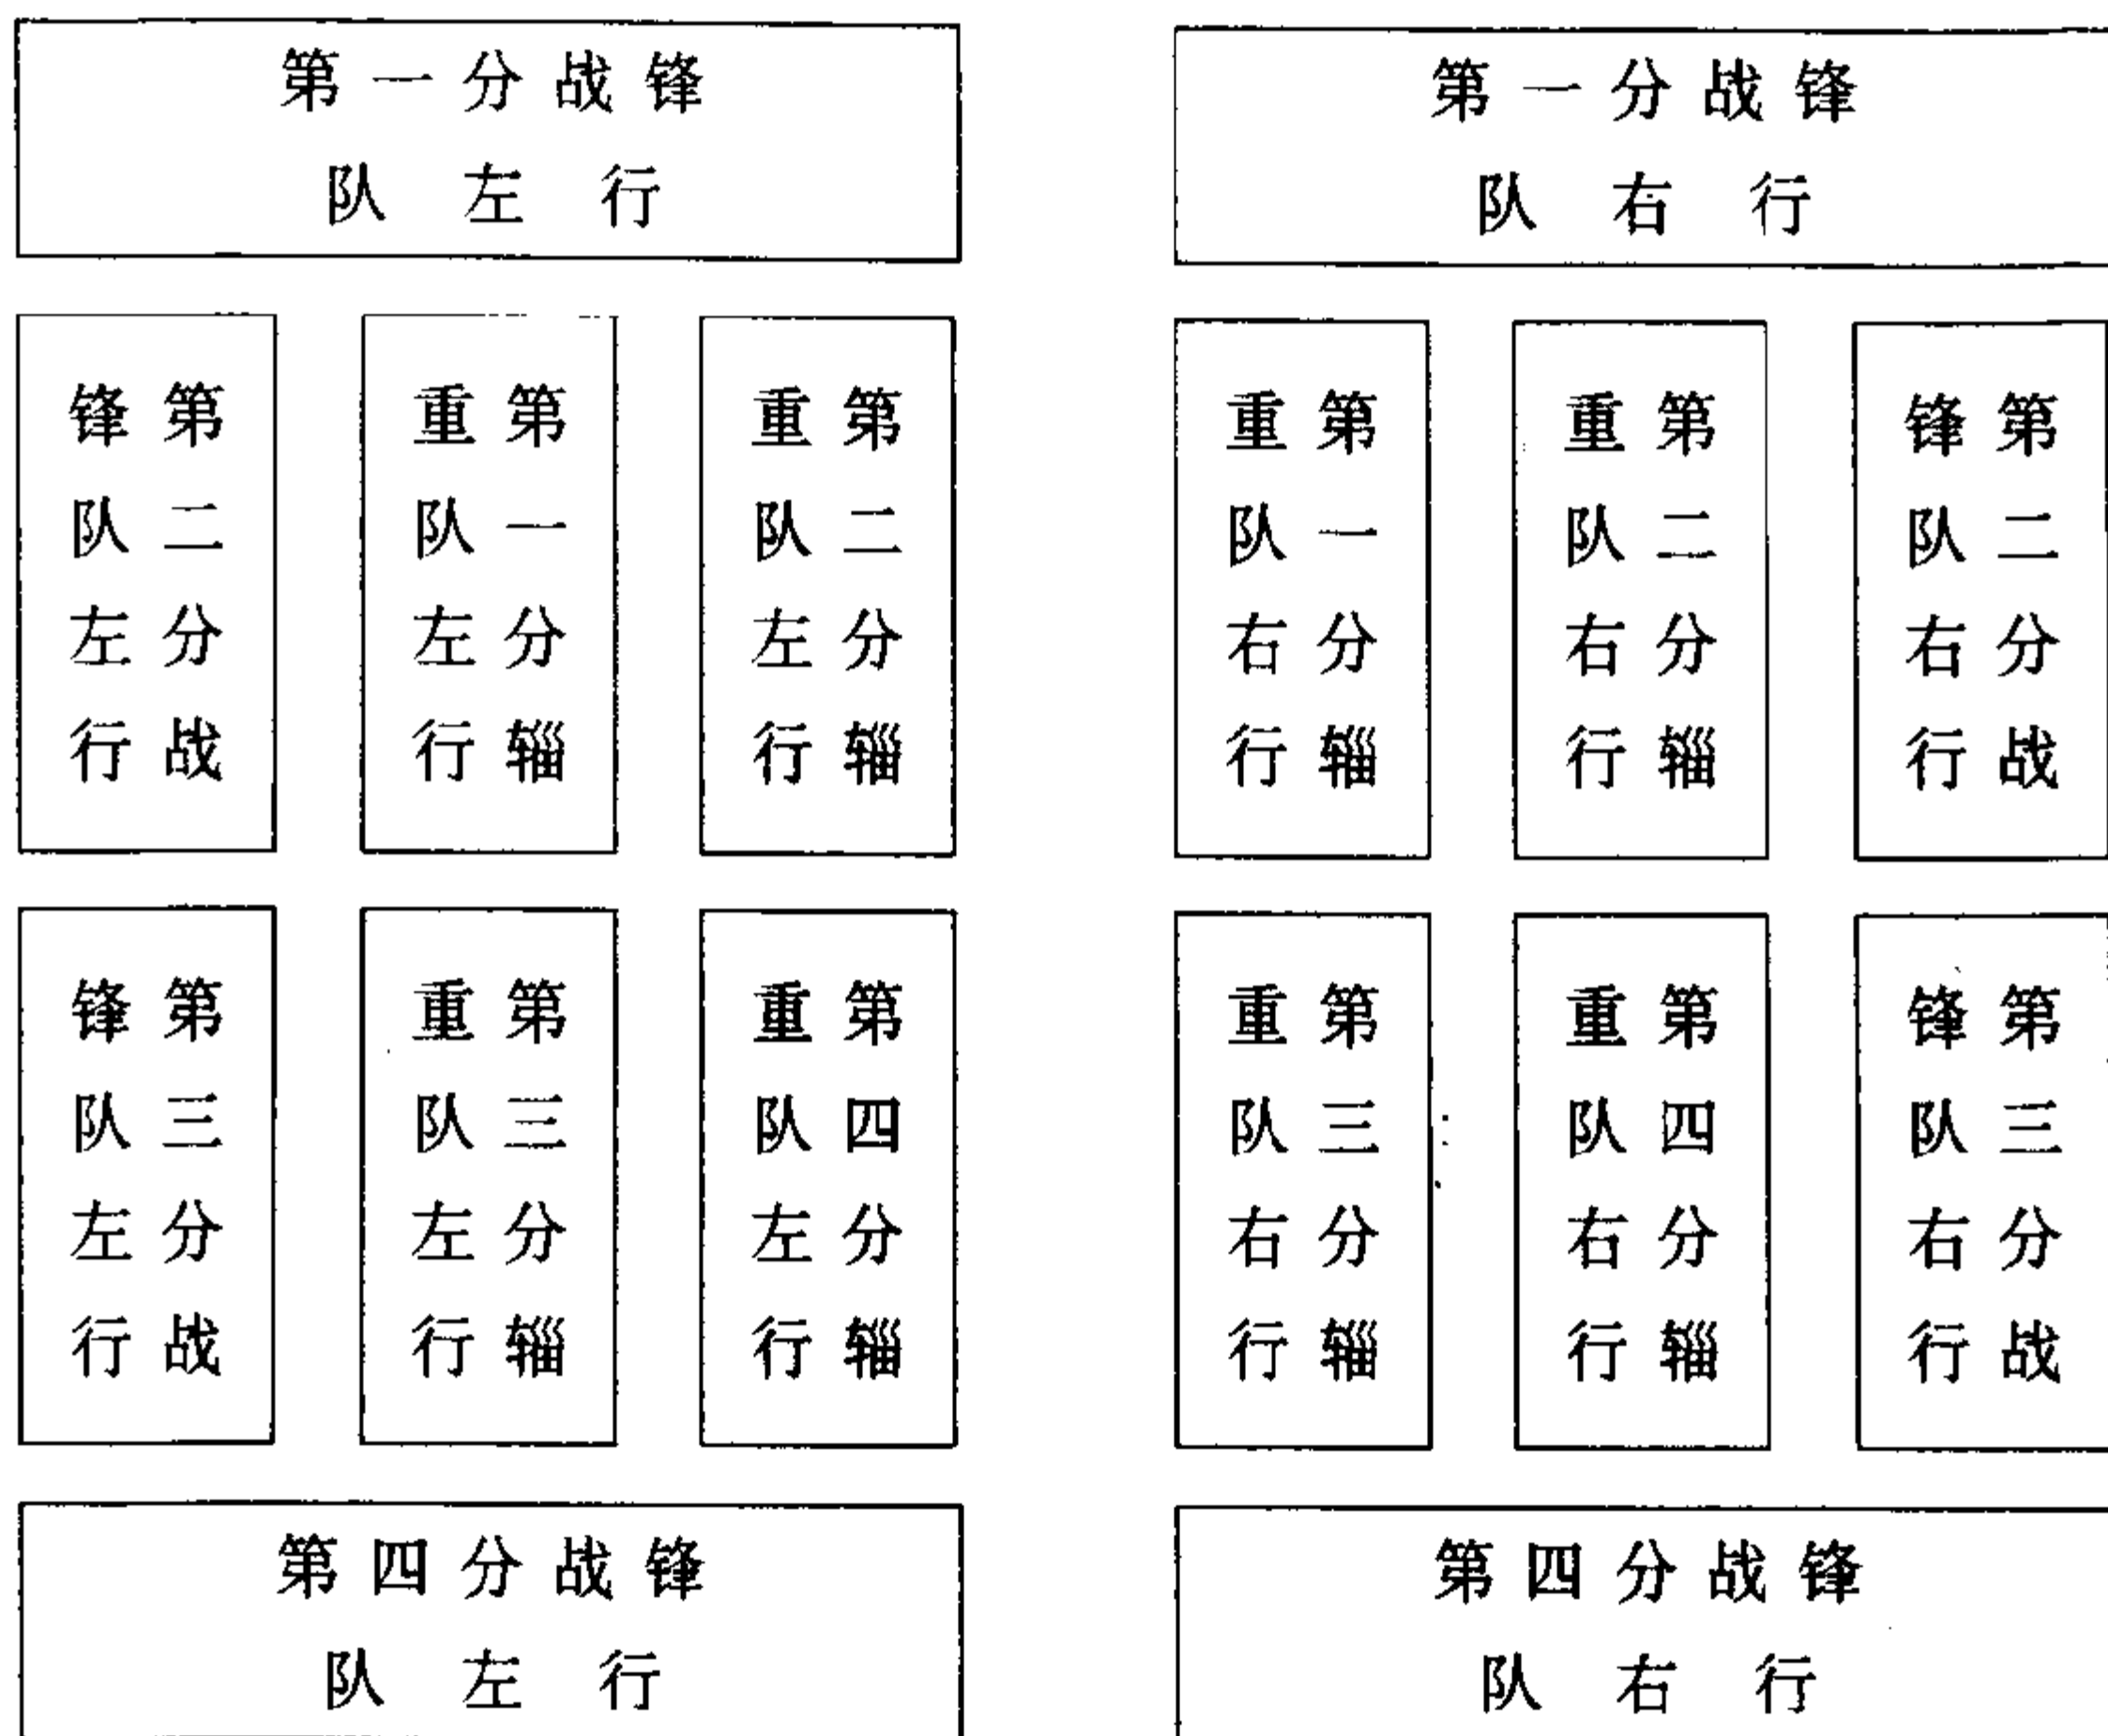 第一分战锋
队左行
第一分战锋
队右行
第二分战
锋队左行
第一分辎
重队左行
第二分辎
重队左行
第一分辎
重队右行
第二分辎
重队右行
第二分战
锋队右行
第三分战
锋队左行
第三分辎
重队左行
第四分辎
重队左行
第三分辎
重队右行
第四分辎
重队右行
第三分战
锋队右行
第四分战锋
队左行
第四分战锋
队右行